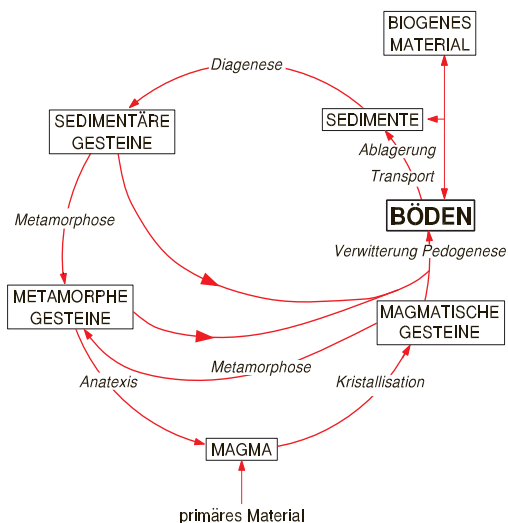 BIOGENES
MATERIAL
Diagenese
SEDIMENTÄRE
GESTEINE
SEDIMENTE
Ablagerung
Transport
BÖDEN
Metamorphose
Verwitterung Pedogenese
METAMORPHE
GESTEINE
MAGMATISCHE
GESTEINE
Metamorphose
Anatexis
Kristallisation
MAGMA
primäres Material